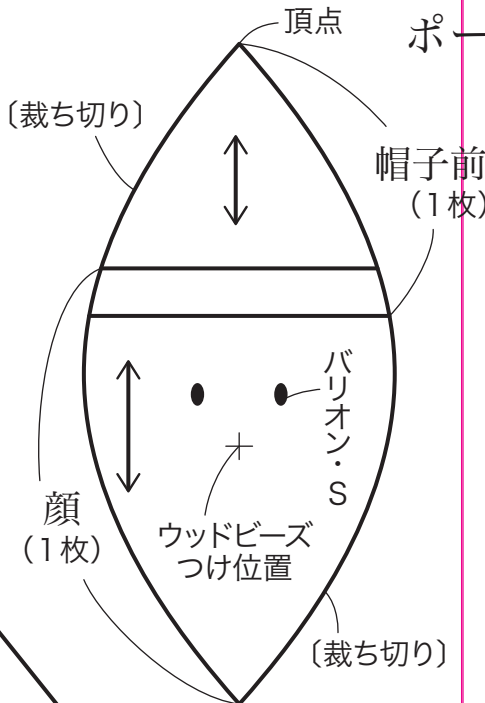 頂点
ポー
〔裁ち切り〕
帽子前
（1枚）
バリオン・S
顔
（1枚）
ウッドビーズ
つけ位置
〔裁ち切り〕